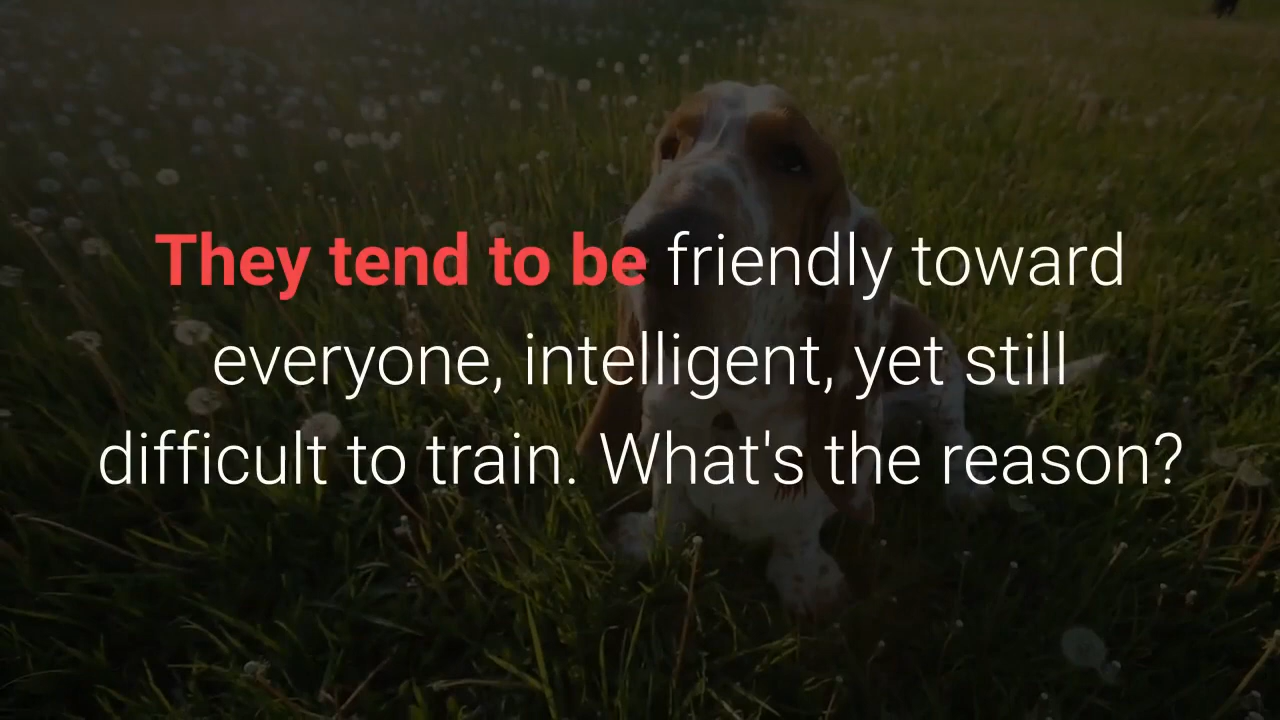 They tend to be friendly toward
everyone, intelligent, yet still
difficult to train. What's the reason?